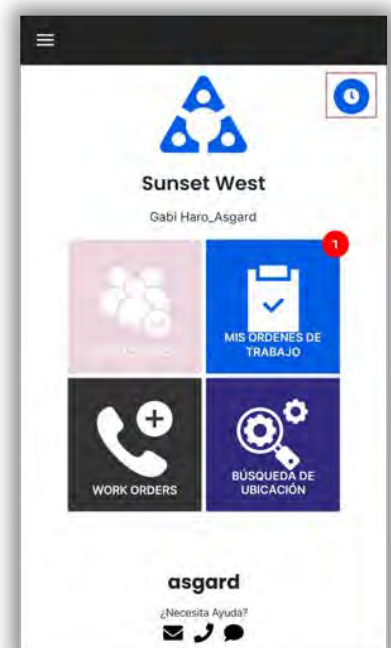 Sunset West
Gabi Haro_Asgard
1
MIS ORDENES DE
TRABAJO
WORK ORDERS
BÚSQUEDA DE
UBICACIÓN
asgard
¿Necesita Ayuda?